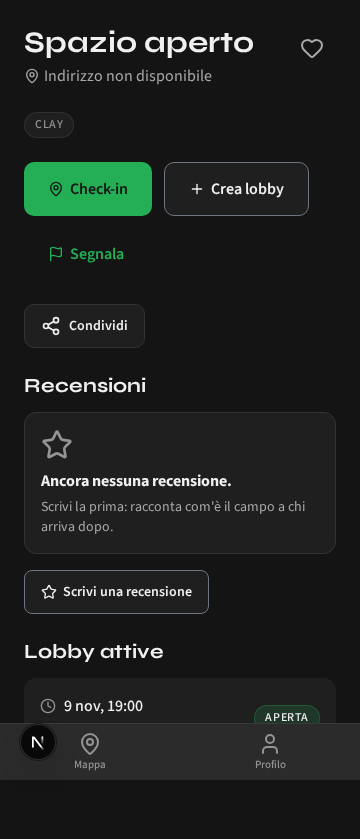 Spazio aperto
Indirizzo non disponibile
CLAY
Check-in
Crea lobby
Segnala
Condividi
Recensioni
Ancora nessuna recensione.
Scrivi la prima: racconta com'è il campo a chi
arriva dopo.
Scrivi una recensione
Lobby attive
9 nov, 19:00
APERTA
N
Mappa
Profilo